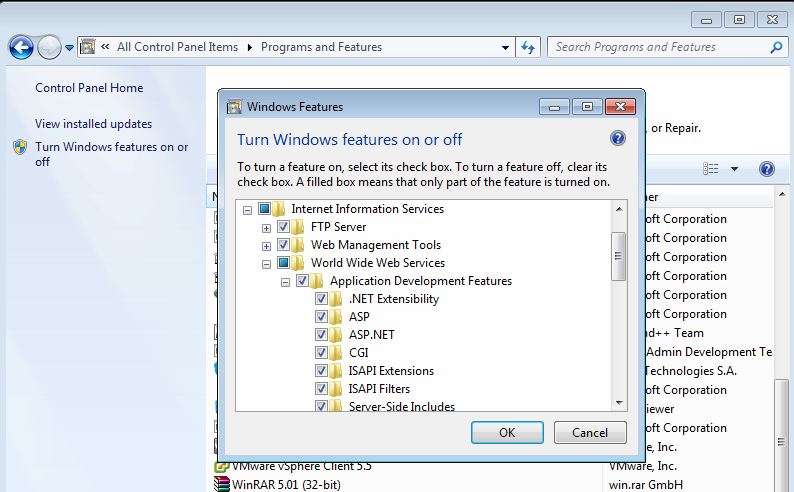 All Control Panel Items
Programs and Features
Search Programs and Features
Control Panel Home
View installed updates
Turn Windows features on or
off
, or Repair.
Windows Features
Turn Windows features on or off
To turn a feature on, select its check box. To turn a feature off, clear its
check box. A filled box means that only part of the feature is turned on.
Internet Information Services
FTP Server
Web Management Tools
World Wide Web Services
Application Development Features
.NET Extensibility
ASP
ASP.NET
CGI
ISAPI Extensions
ISAPI Filters
Server-Side Includes
OK
Cancel
her
oft Corporation
oft Corporation
oft Corporation
oft Corporation
oft Corporation
oft Corporation
d++ Team
Admin Development Te
Technologies S.A.
oft Corporation
iewer
oft Corporation
e, Inc.
VMware vSphere Client 5.5
VMware, Inc.
WinRAR 5.01 (32-bit)
win.rar GmbH